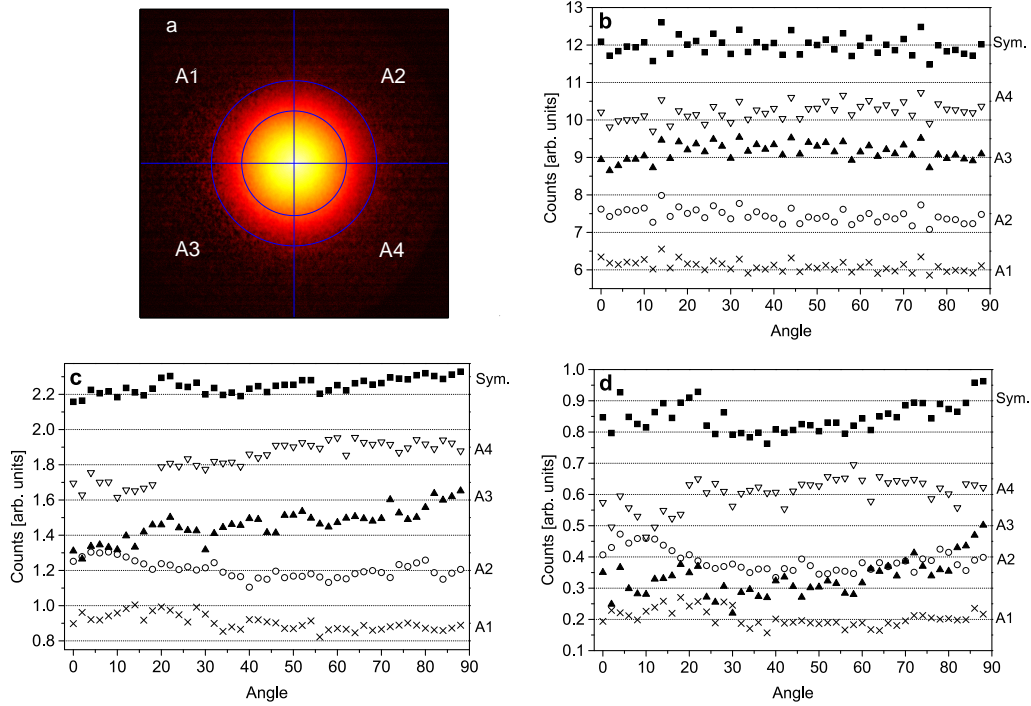 a
A1
A2
A3
A4
b
Counts [arb. units]
13
12
11
10
9
8
7
6
Sym.
A4
A3
A2
A1
0 10 20 30 40 50 60 70 80 90
Angle
c
Counts [arb. units]
2.2
2.0
1.8
1.6
1.4
1.2
1.0
0.8
Sym.
A4
A3
A2
A1
0 10 20 30 40 50 60 70 80 90
Angle
d
Counts [arb. units]
1.0
0.9
0.8
0.7
0.6
0.5
0.4
0.3
0.2
0.1
Sym.
A4
A3
A2
A1
0 10 20 30 40 50 60 70 80 90
Angle